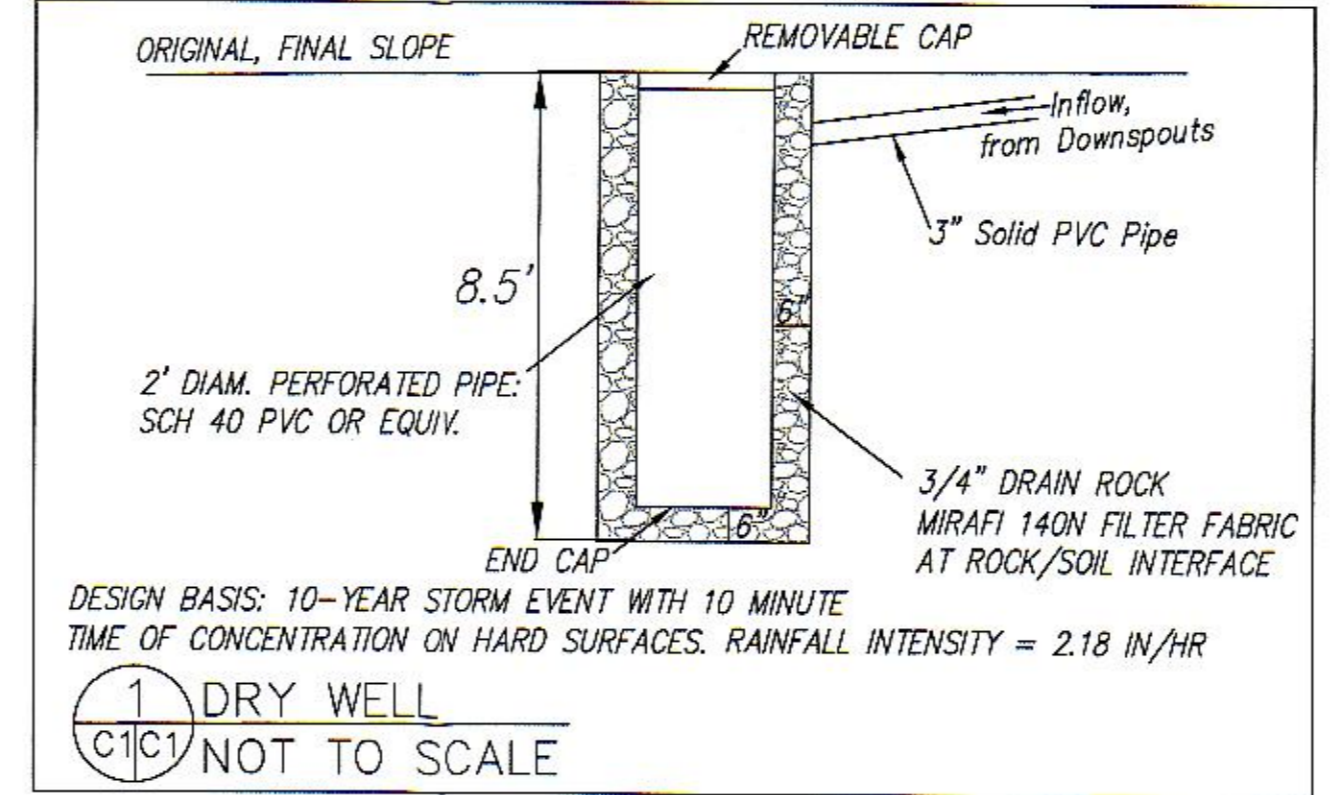 ORIGINAL, FINAL SLOPE
REMOVABLE CAP
Inflow,
from Downspouts
3" Solid PVC Pipe
8.5'
6"
2' DIAM. PERFORATED PIPE:
SCH 40 PVC OR EQUIV.
3/4" DRAIN ROCK
MIRAFI 140N FILTER FABRIC
AT ROCK/SOIL INTERFACE
6"
END CAP
DESIGN BASIS: 10-YEAR STORM EVENT WITH 10 MINUTE
TIME OF CONCENTRATION ON HARD SURFACES. RAINFALL INTENSITY = 2.18 IN/HR
1
C1 C1
DRY WELL
NOT TO SCALE